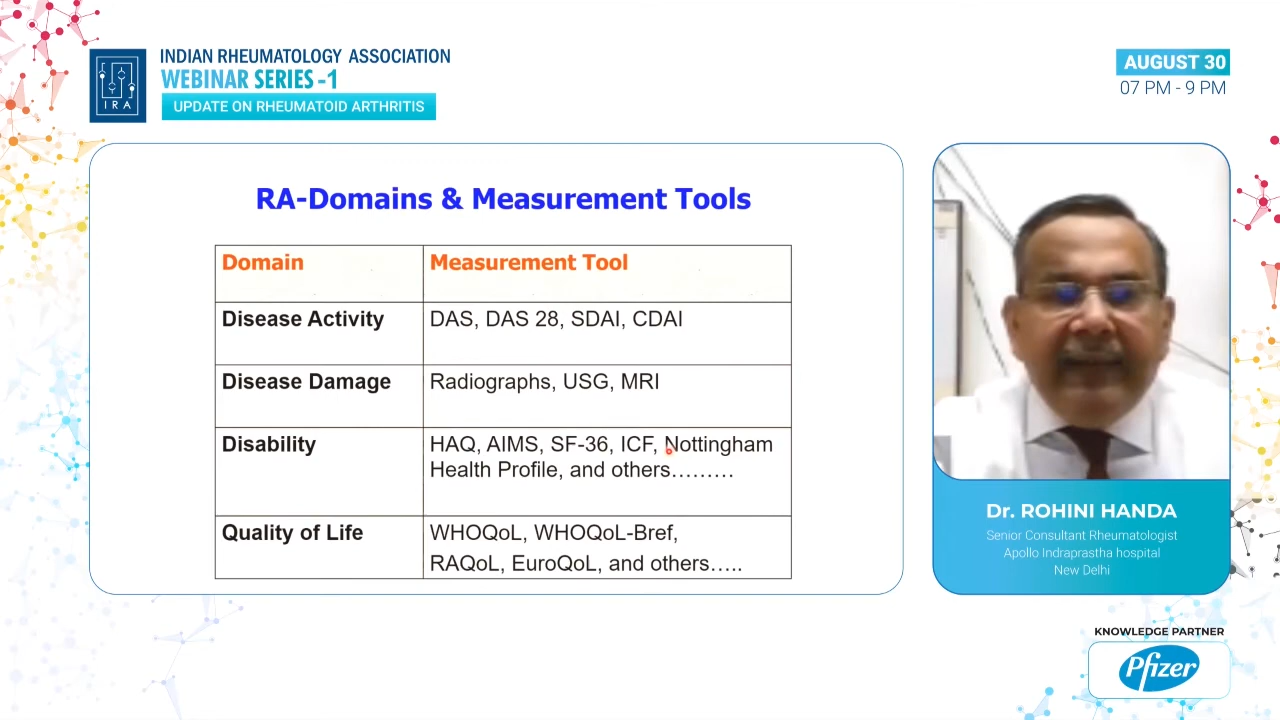 INDIAN RHEUMATOLOGY ASSOCIATION
WEBINAR SERIES -1
UPDATE ON RHEUMATOID ARTHRITIS
IRA
AUGUST 30
07 PM - 9 PM
RA-Domains & Measurement Tools
Domain
Measurement Tool
Disease Activity
DAS, DAS 28, SDAI, CDAI
Disease Damage
Radiographs, USG, MRI
Disability
HAQ, AIMS, SF-36, ICF, Nottingham
Health Profile, and others.........
Quality of Life
WHOQoL, WHOQoL-Bref,
RAQoL, EuroQoL, and others.....
Dr. ROHINI HANDA
Senior Consultant Rheumatologist
Apollo Indraprastha hospital
New Delhi
KNOWLEDGE PARTNER
Pfizer